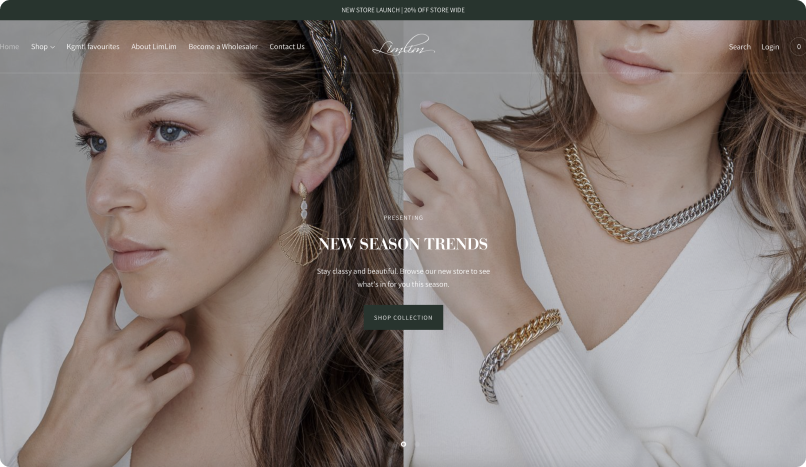 NEW STORE LAUNCH | 20% OFF STORE WIDE
Home Shop Kgmtl favourites About LimLim Become a Wholesaler Contact Us Limlim Search Login 0
PRESENTING
NEW SEASON TRENDS
Stay classy and beautiful. Browse our new store to see
what's in for you this season.
SHOP COLLECTION